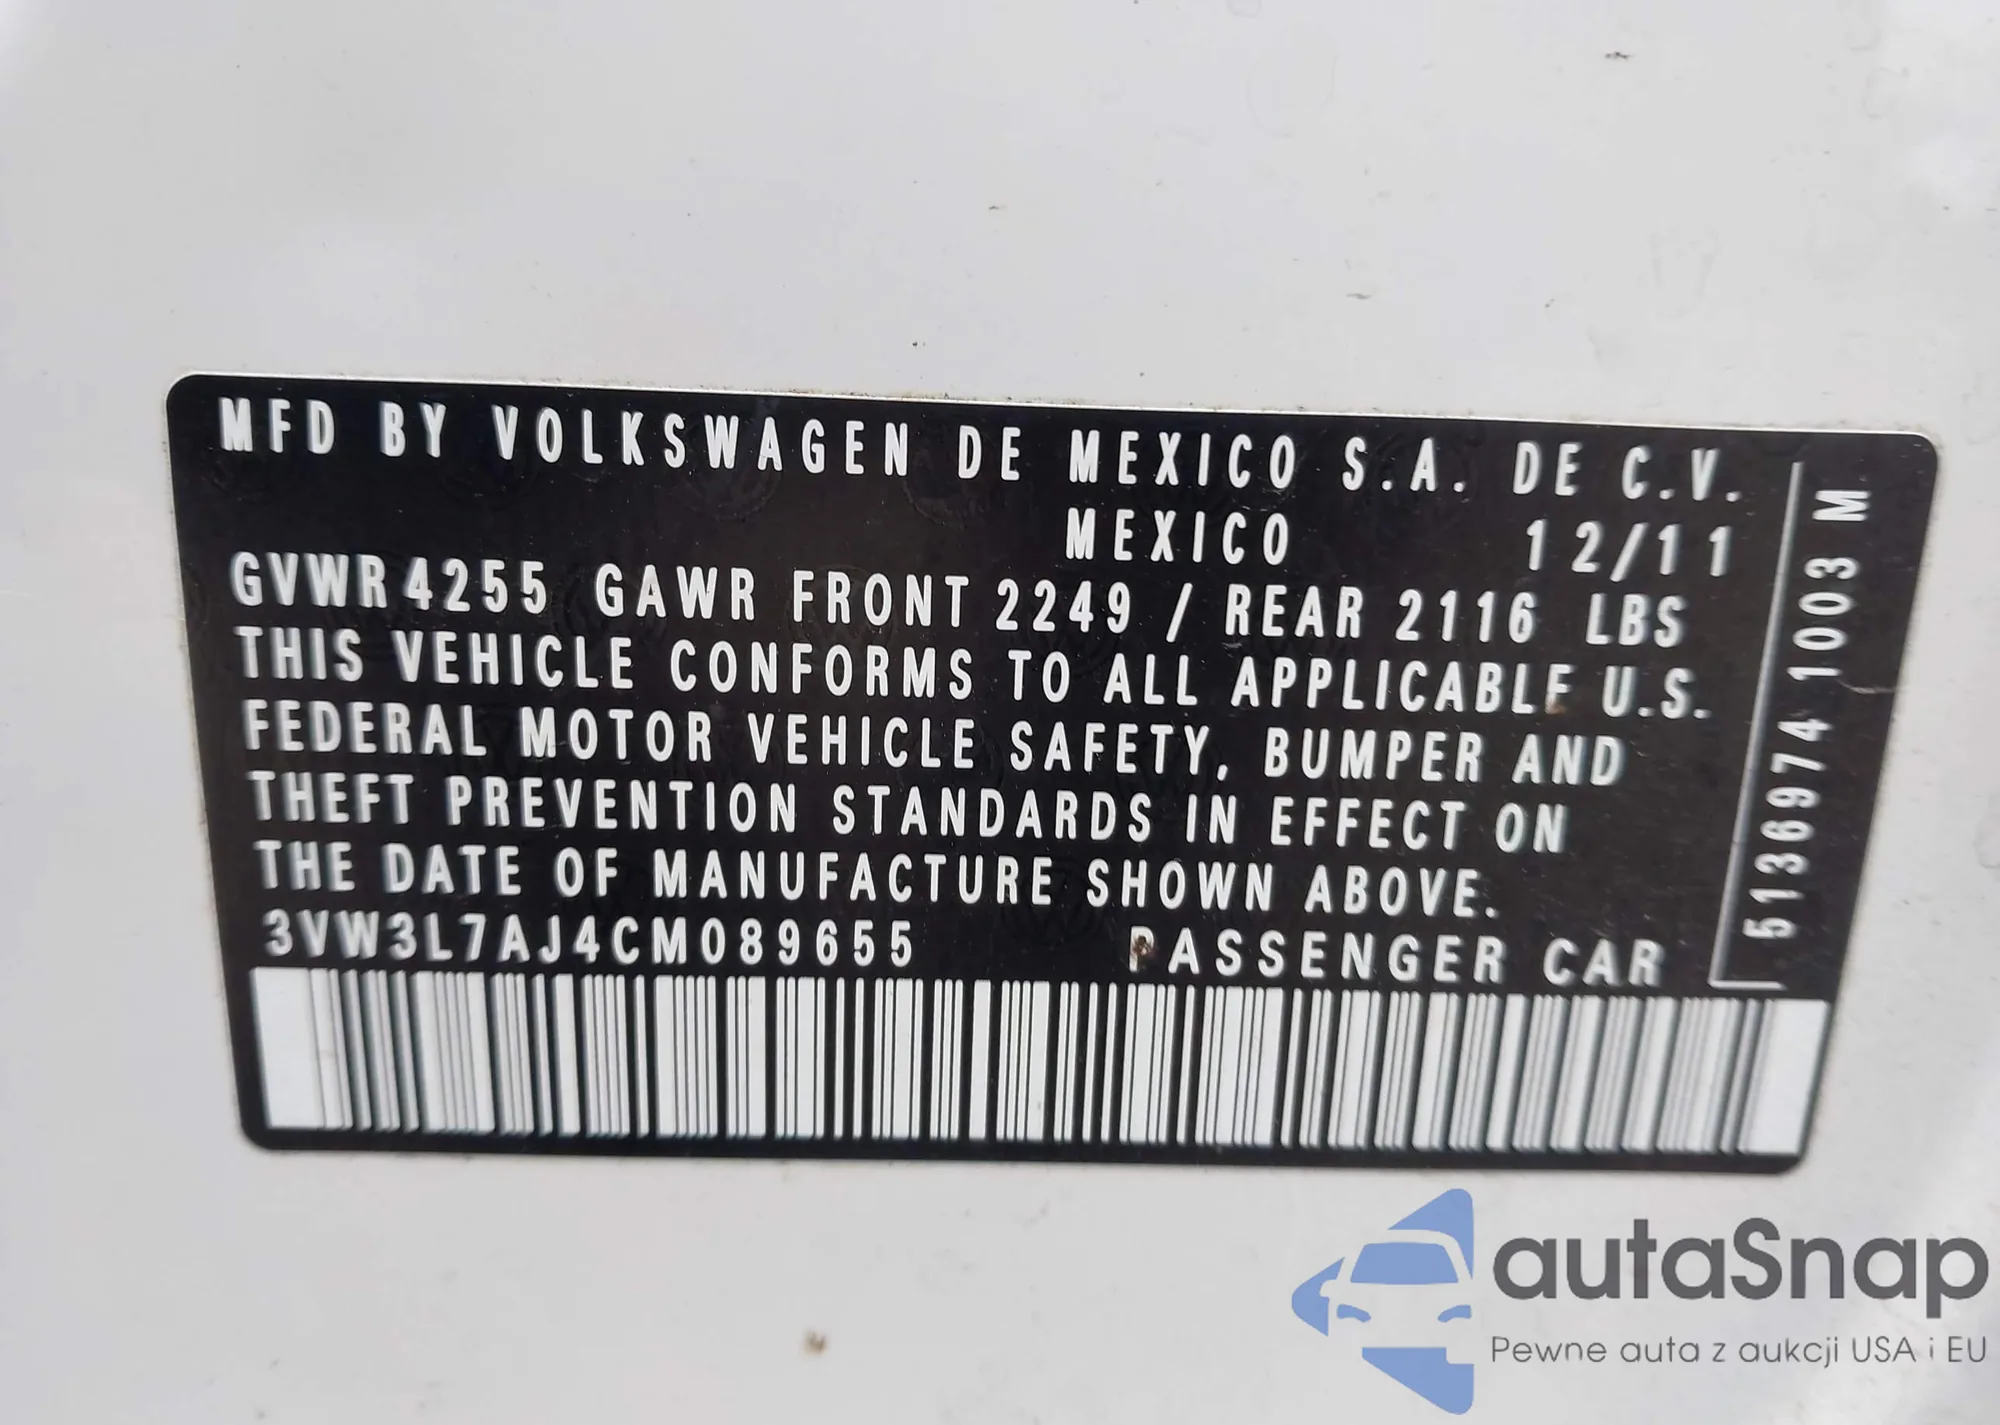 MFD BY VOLKSWAGEN DE MEXICO S.A. DE C.V.
MEXICO 12/11
GVWR 4255 GAWR FRONT 2249 / REAR 2116 LBS
THIS VEHICLE CONFORMS TO ALL APPLICABLE U.S.
FEDERAL MOTOR VEHICLE SAFETY, BUMPER AND
THEFT PREVENTION STANDARDS IN EFFECT ON
THE DATE OF MANUFACTURE SHOWN ABOVE.
3VW3L7AJ4CM089655 PASSENGER CAR
5136974 1003 M
autaSnap
Pewne auta z aukcji USA i EU